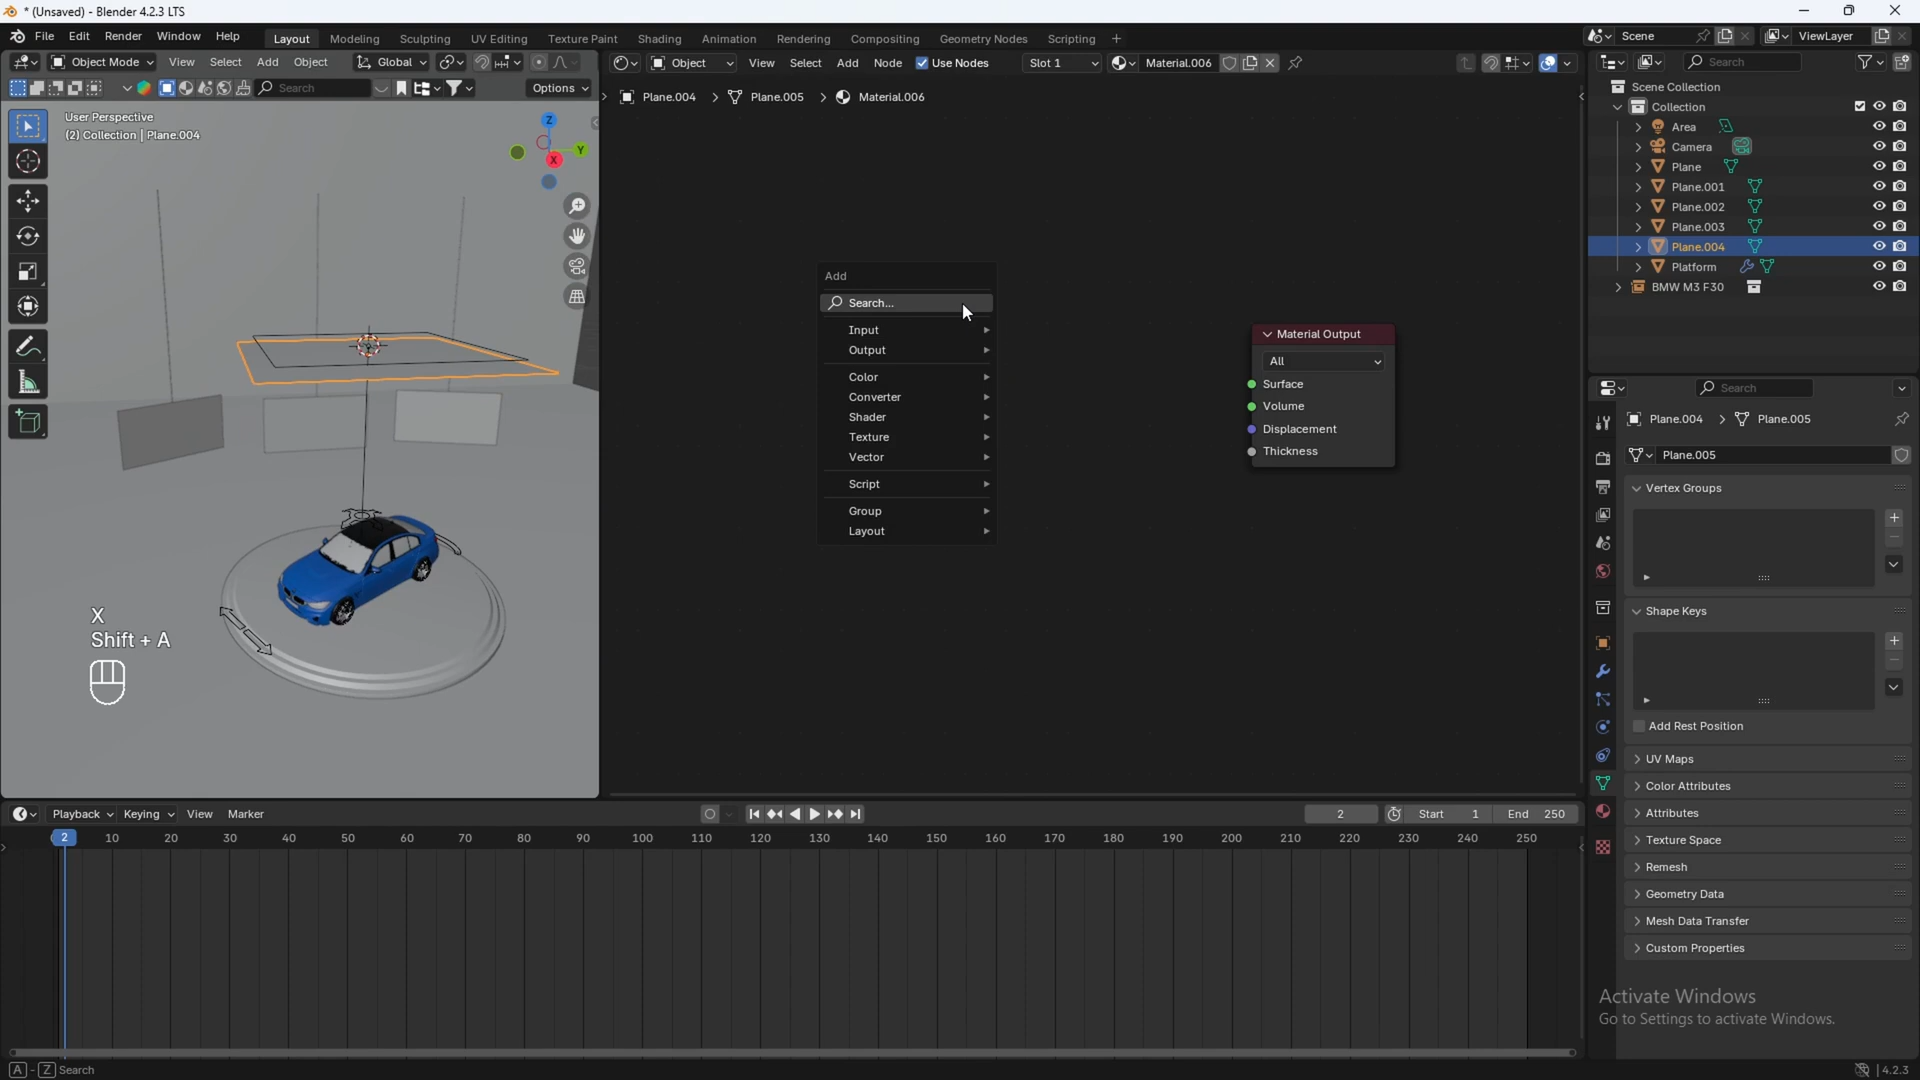 * (Unsaved) - Blender 4.2.3 LTS
File Edit Render Window Help Layout Modeling Sculpting UV Editing Texture Paint Shading Animation Rendering Compositing Geometry Nodes Scripting + Scene ViewLayer
Object Mode View Select Add Object Global Object View Select Add Node Use Nodes Slot 1 Material.006 Search
Search Options
Plane.004 > Plane.005 > Material.006
User Perspective
(2) Collection | Plane.004
Z
Y
X
X
Shift + A
Add
Search...
Input
Output
Color
Converter
Shader
Texture
Vector
Script
Group
Layout
Material Output
All
Surface
Volume
Displacement
Thickness
Scene Collection
Collection
Area
Camera
Plane
Plane.001
Plane.002
Plane.003
Plane.004
Platform
BMW M3 F30
Search
Plane.004 > Plane.005
Plane.005
Vertex Groups
Shape Keys
Add Rest Position
UV Maps
Color Attributes
Attributes
Texture Space
Remesh
Geometry Data
Mesh Data Transfer
Custom Properties
Playback Keying View Marker 2 Start 1 End 250
2 10 20 30 40 50 60 70 80 90 100 110 120 130 140 150 160 170 180 190 200 210 220 230 240 250
Activate Windows
Go to Settings to activate Windows.
A - Z Search 4.2.3